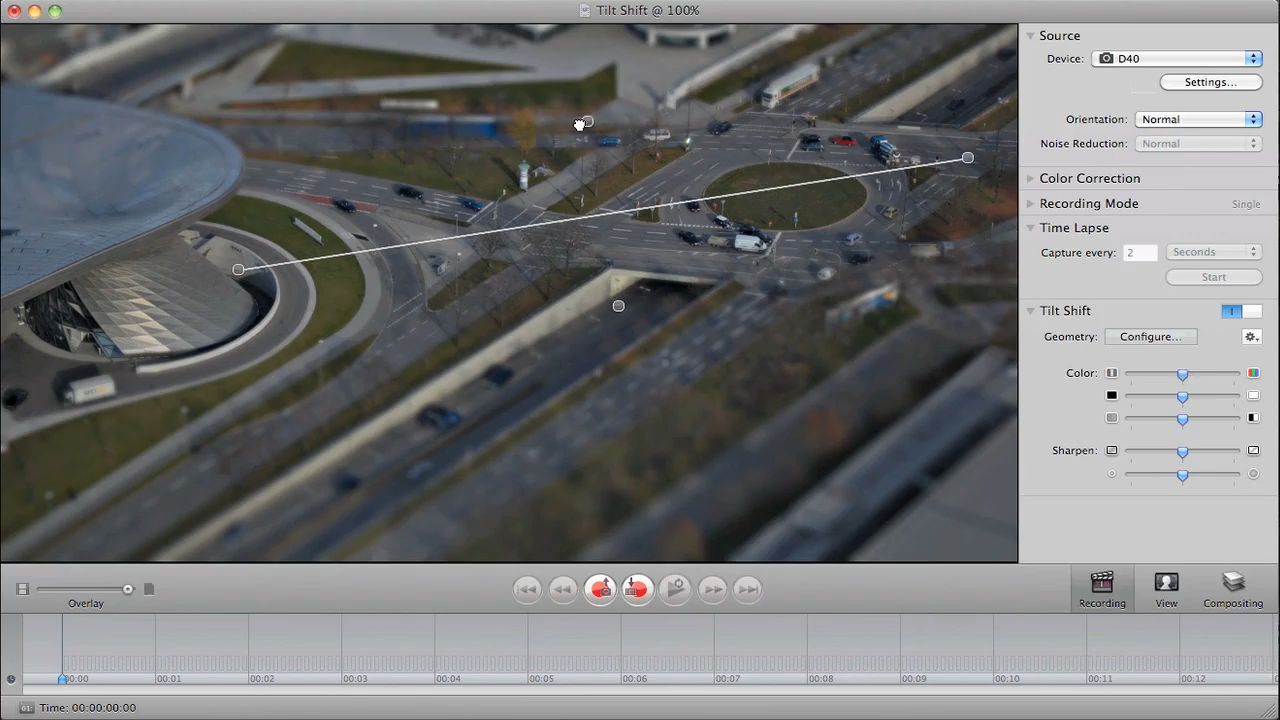 Tilt Shift @ 100%
Source
Device: D40
Settings...
Orientation: Normal
Noise Reduction: Normal
Color Correction
Recording Mode Single
Time Lapse
Capture every: 2 Seconds
Start
Tilt Shift
Geometry: Configure...
Color:
Sharpen:
Overlay
Recording View Compositing
00:00 00:01 00:02 00:03 00:04 00:05 00:06 00:07 00:08 00:09 00:10 00:11 00:12
Time: 00:00:00:00